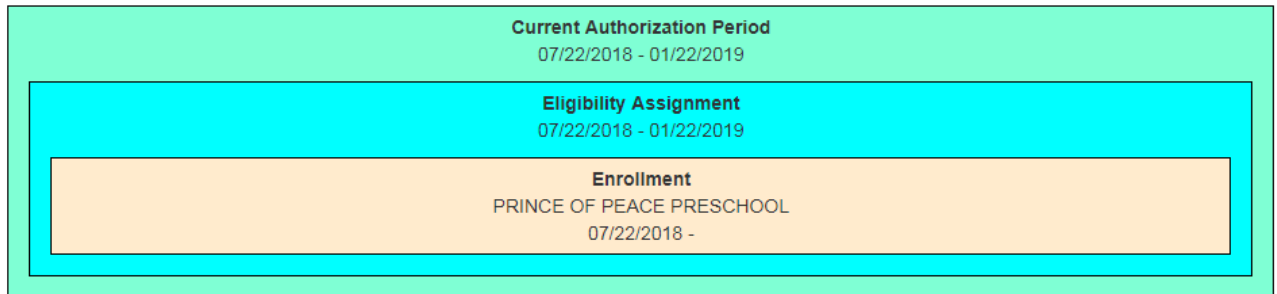 Current Authorization Period
07/22/2018 - 01/22/2019
Eligibility Assignment
07/22/2018 - 01/22/2019
Enrollment
PRINCE OF PEACE PRESCHOOL
07/22/2018 -